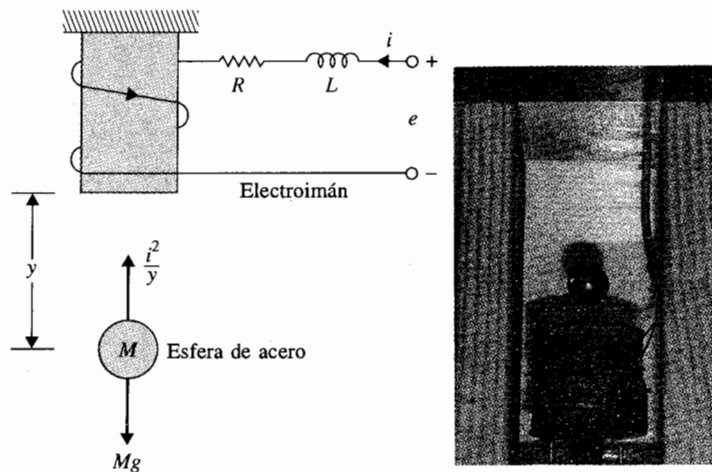 i +
R L
e
−
Electroimán
y
i²/y
M Esfera de acero
Mg